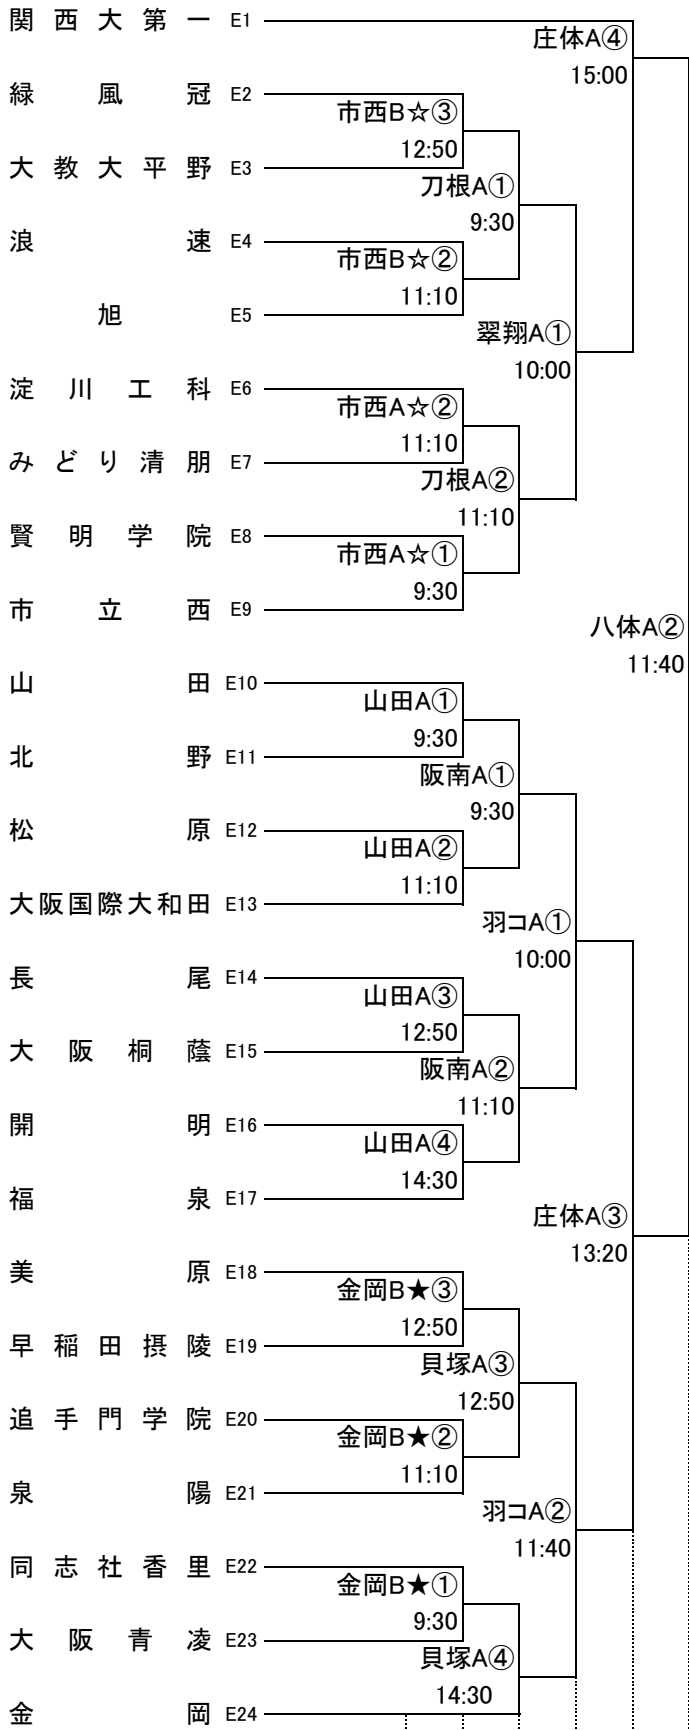 関西大第一 E1
庄体A④
15:00
緑風冠 E2
市西B☆③
12:50
大教大平野 E3
刀根A①
9:30
浪速 E4
市西B☆②
11:10
旭 E5
翠翔A①
10:00
淀川工科 E6
市西A☆②
11:10
みどり清朋 E7
刀根A②
11:10
賢明学院 E8
市西A☆①
9:30
市立西 E9
八体A②
11:40
山田 E10
山田A①
9:30
北野 E11
阪南A①
9:30
松原 E12
山田A②
11:10
大阪国際大和田 E13
羽コA①
10:00
長尾 E14
山田A③
12:50
大阪桐蔭 E15
阪南A②
11:10
開明 E16
山田A④
14:30
福泉 E17
庄体A③
13:20
美原 E18
金岡B★③
12:50
早稲田摂陵 E19
貝塚A③
12:50
追手門学院 E20
金岡B★②
11:10
泉陽 E21
羽コA②
11:40
同志社香里 E22
金岡B★①
9:30
大阪青凌 E23
貝塚A④
14:30
金岡 E24